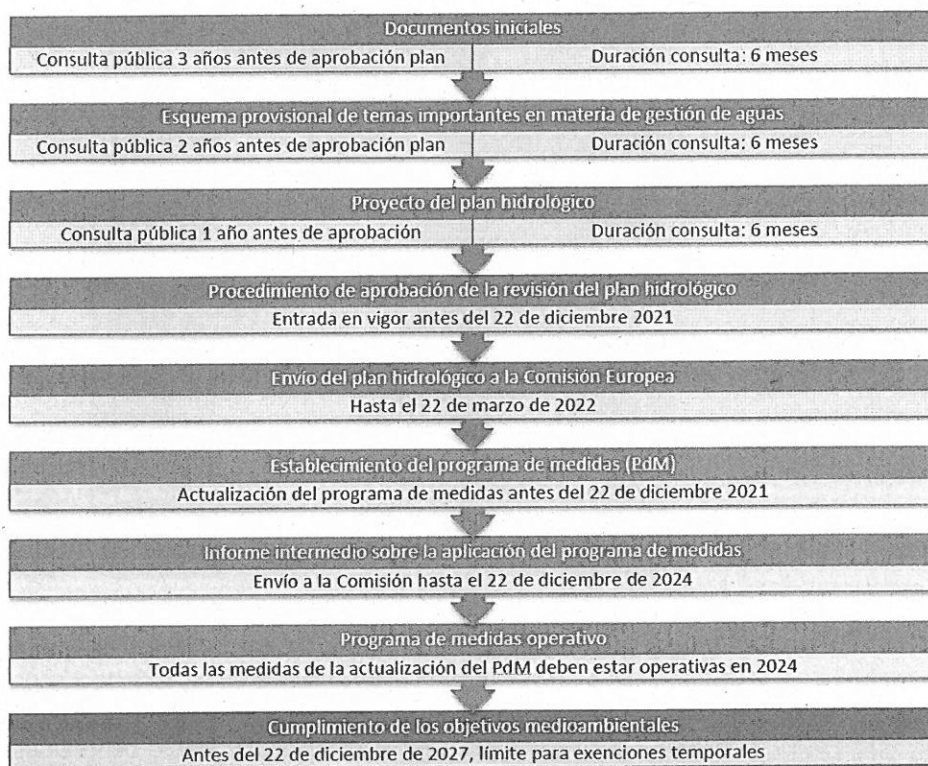 Documentos iniciales
Consulta pública 3 años antes de aprobación plan Duración consulta: 6 meses
Esquema provisional de temas importantes en materia de gestión de aguas
Consulta pública 2 años antes de aprobación plan Duración consulta: 6 meses
Proyecto del plan hidrológico
Consulta pública 1 año antes de aprobación Duración consulta: 6 meses
Procedimiento de aprobación de la revisión del plan hidrológico
Entrada en vigor antes del 22 de diciembre 2021
Envío del plan hidrológico a la Comisión Europea
Hasta el 22 de marzo de 2022
Establecimiento del programa de medidas (PdM)
Actualización del programa de medidas antes del 22 de diciembre 2021
Informe intermedio sobre la aplicación del programa de medidas
Envío a la Comisión hasta el 22 de diciembre de 2024
Programa de medidas operativo
Todas las medidas de la actualización del PdM deben estar operativas en 2024
Cumplimiento de los objetivos medioambientales
Antes del 22 de diciembre de 2027, límite para exenciones temporales